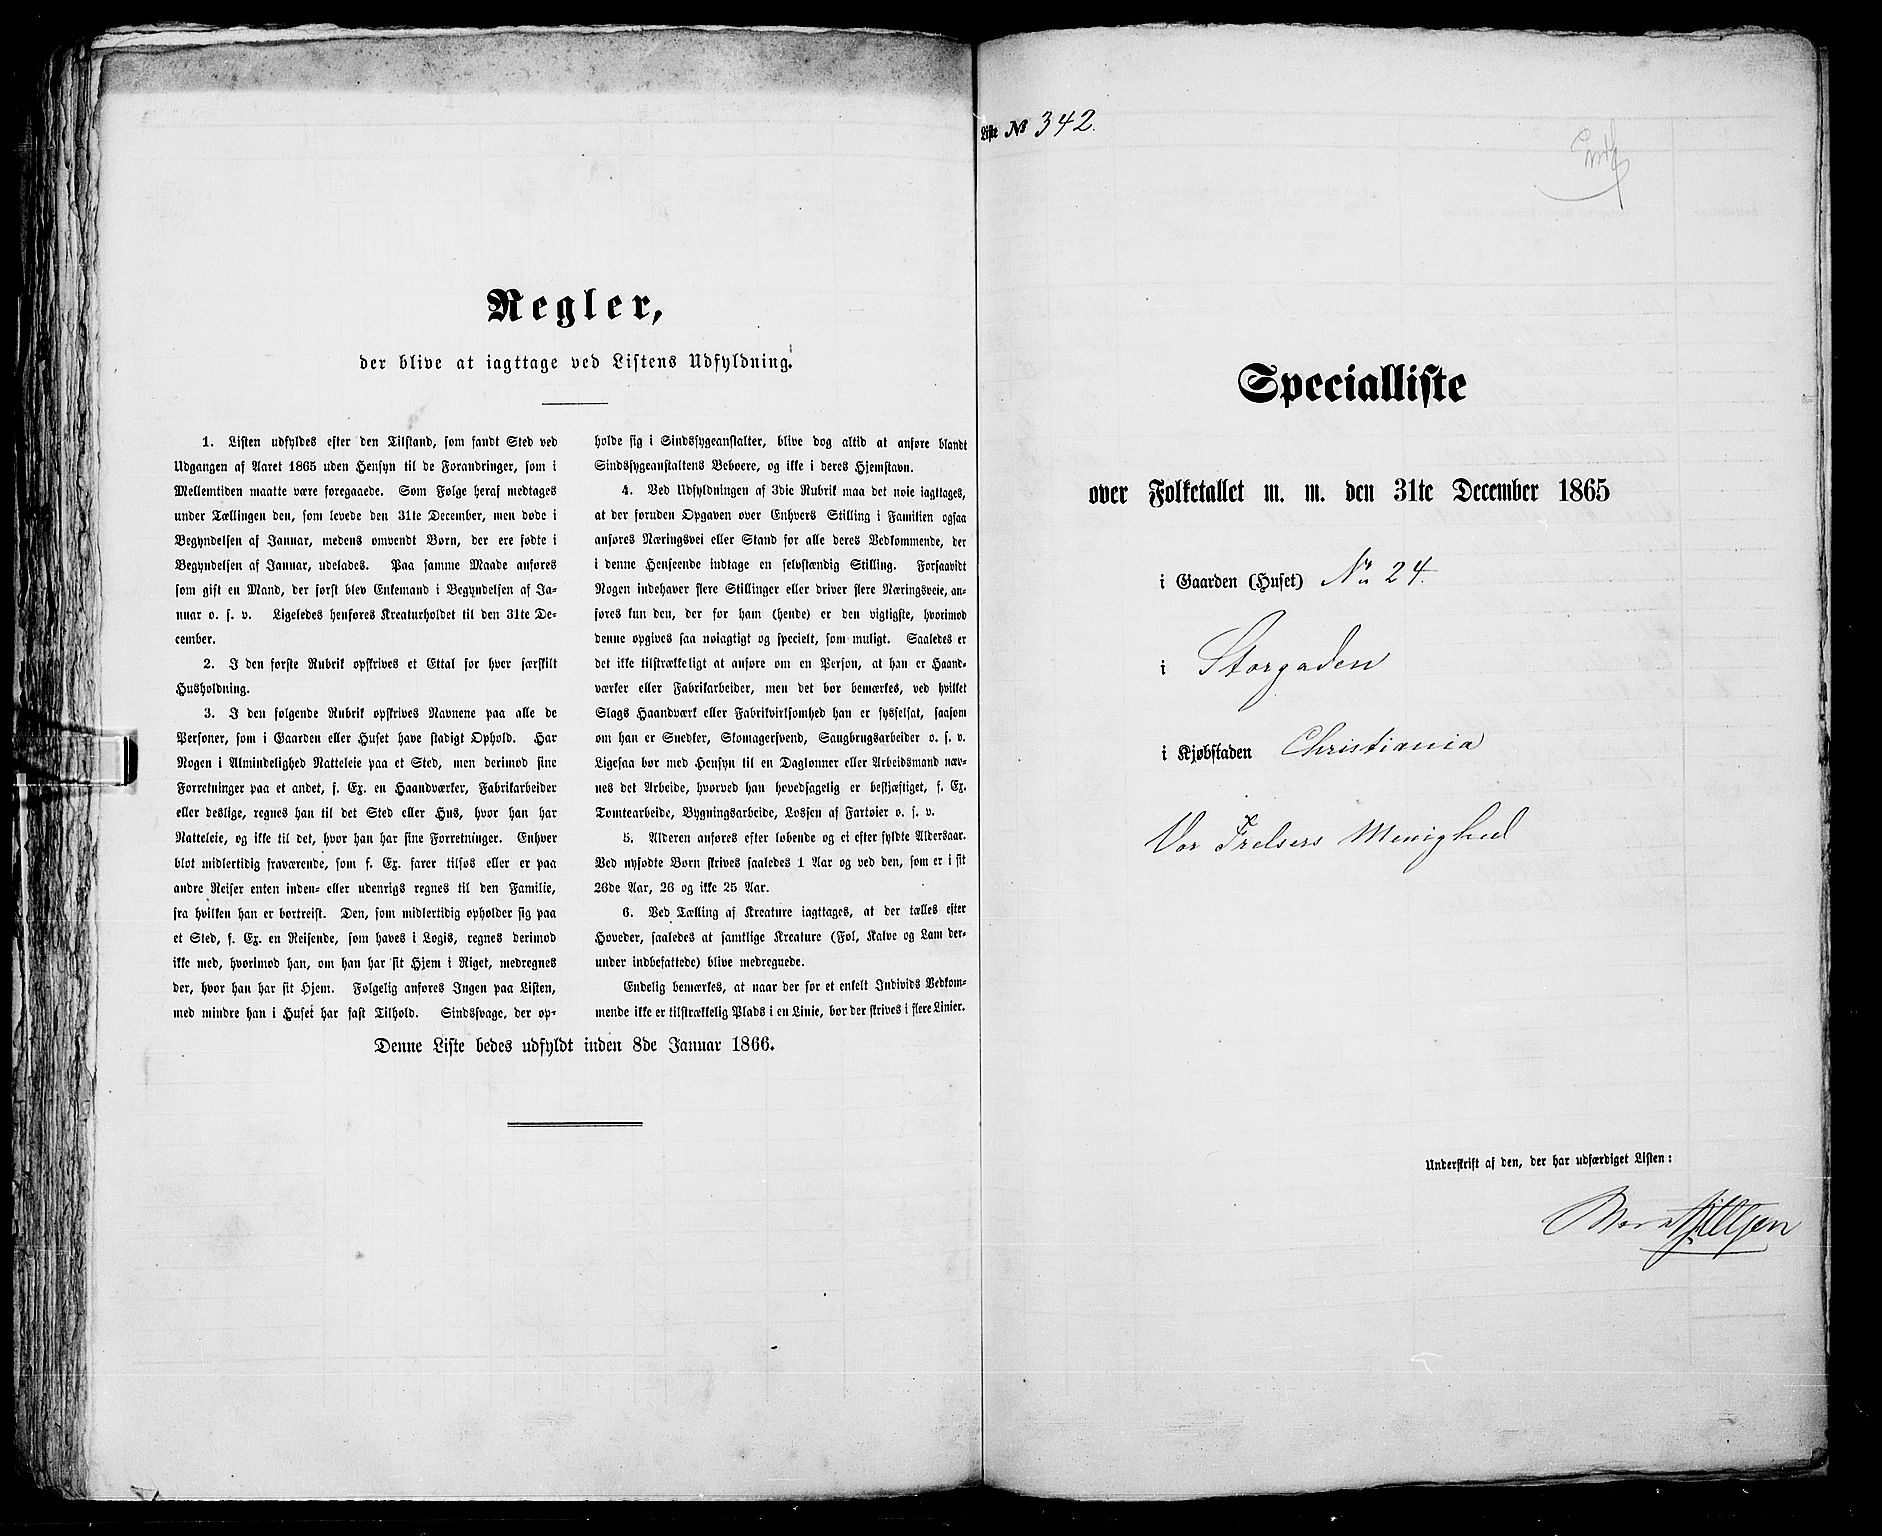 Regler,
der blive at iagttage ved Listens Udfyldning.
1. Listen udfyldes efter den Tilstand, som fandt Sted ved
Udgangen af Aaret 1865 uden Hensyn til de Forandringer, som i
Mellemtiden maatte være foregaaede. Som Følge heraf medtages
under Tællingen den, som levede den 31te December, men døde i
Begyndelsen af Januar, medens omvendt Børn, der ere fødte i
Begyndelsen af Januar, udelades. Paa samme Maade anføres
som gift en Mand, der først blev Enkemand i Begyndelsen af Ja-
nuar o. s. v. Ligeledes henføres Kreaturholdet til den 31te De-
cember.
2. I den første Rubrik opskrives et Ettal for hver særskilt
Husholdning.
3. I den følgende Rubrik opskrives Navnene paa alle de
Personer, som i Gaarden eller Huset have stadigt Ophold. Har
Nogen i Almindelighed Natteleie paa et Sted, men derimod sine
Forretninger paa et andet, f. Ex. en Haandværker, Fabrikarbeider
eller deslige, regnes han til det Sted eller Hus, hvor han har
Natteleie, og ikke til det, hvor han har sine Forretninger. Enhver
blot midlertidig fraværende, som f. Ex. farer tilsøs eller er paa
andre Reiser enten inden- eller udenrigs regnes til den Familie,
fra hvilken han er bortreist. Den, som midlertidig opholder sig paa
et Sted, f. Ex. en Reisende, som haves i Logis, regnes derimod
ikke med, hvorimod han, om han har sit Hjem i Riget, medregnes
der, hvor han har sit Hjem. Følgelig anføres Ingen paa Listen,
med mindre han i Huset har fast Tilhold. Sindssvage, der op-
holde sig i Sindssygeanstalter, blive dog altid at anføre blandt
Sindssygeanstaltens Beboere, og ikke i deres Hjemstavn.
4. Ved Udfyldningen af 3die Rubrik maa det nøie iagttages,
at der foruden Opgaven over Enhvers Stilling i Familien ogsaa
anføres Næringsvei eller Stand for alle deres Vedkommende, der
i denne Henseende indtage en selvstændig Stilling. Forsaavidt
Nogen indehaver flere Stillinger eller driver flere Næringsveie, an-
føres kun den, der for ham (hende) er den vigtigste, hvorimod
denne opgives saa nøiagtigt og specielt, som muligt. Saaledes er
det ikke tilstrækkeligt at anføre om en Person, at han er Haand-
værker eller Fabrikarbeider, men det bør bemærkes, ved hvilket
Slags Haandværk eller Fabrikvirksomhed han er sysselsat, saasom
om han er Snedker, Skomagersvend, Saugbrugsarbeider o. s. v.
Ligesaa bør med Hensyn til en Daglønner eller Arbeidsmand næv-
nes det Arbeide, hvorved han hovedsagelig er beskjæftiget, f. Ex.
Tomtearbeide, Bygningsarbeide, Lossen af Fartøier o. s. v.
5. Alderen anføres efter løbende og ei efter fyldte Aldersaar.
Ved nyfødte Børn skrives saaledes 1 Aar og ved den, som er i sit
26de Aar, 26 og ikke 25 Aar.
6. Ved Tælling af Kreature iagttages, at der tælles efter
Hoveder, saaledes at samtlige Kreature (Føl, Kalve og Lam der-
under indbefattede) blive medregnede.
Endelig bemærkes, at naar der for et enkelt Individs Vedkom-
mende ikke er tilstrækkelig Plads i en Linie, bør der skrives i flere Linier.
Denne Liste bedes udfyldt inden 8de Januar 1866.
Liste № 342.
Specialliste
over Folketallet m. m. den 31te December 1865
i Gaarden (Huset) No 24.
i Storgaden
i Kjøbstaden Christiania
Vor Frelsers Menighed
Underskrift af den, der har udfærdiget Listen: